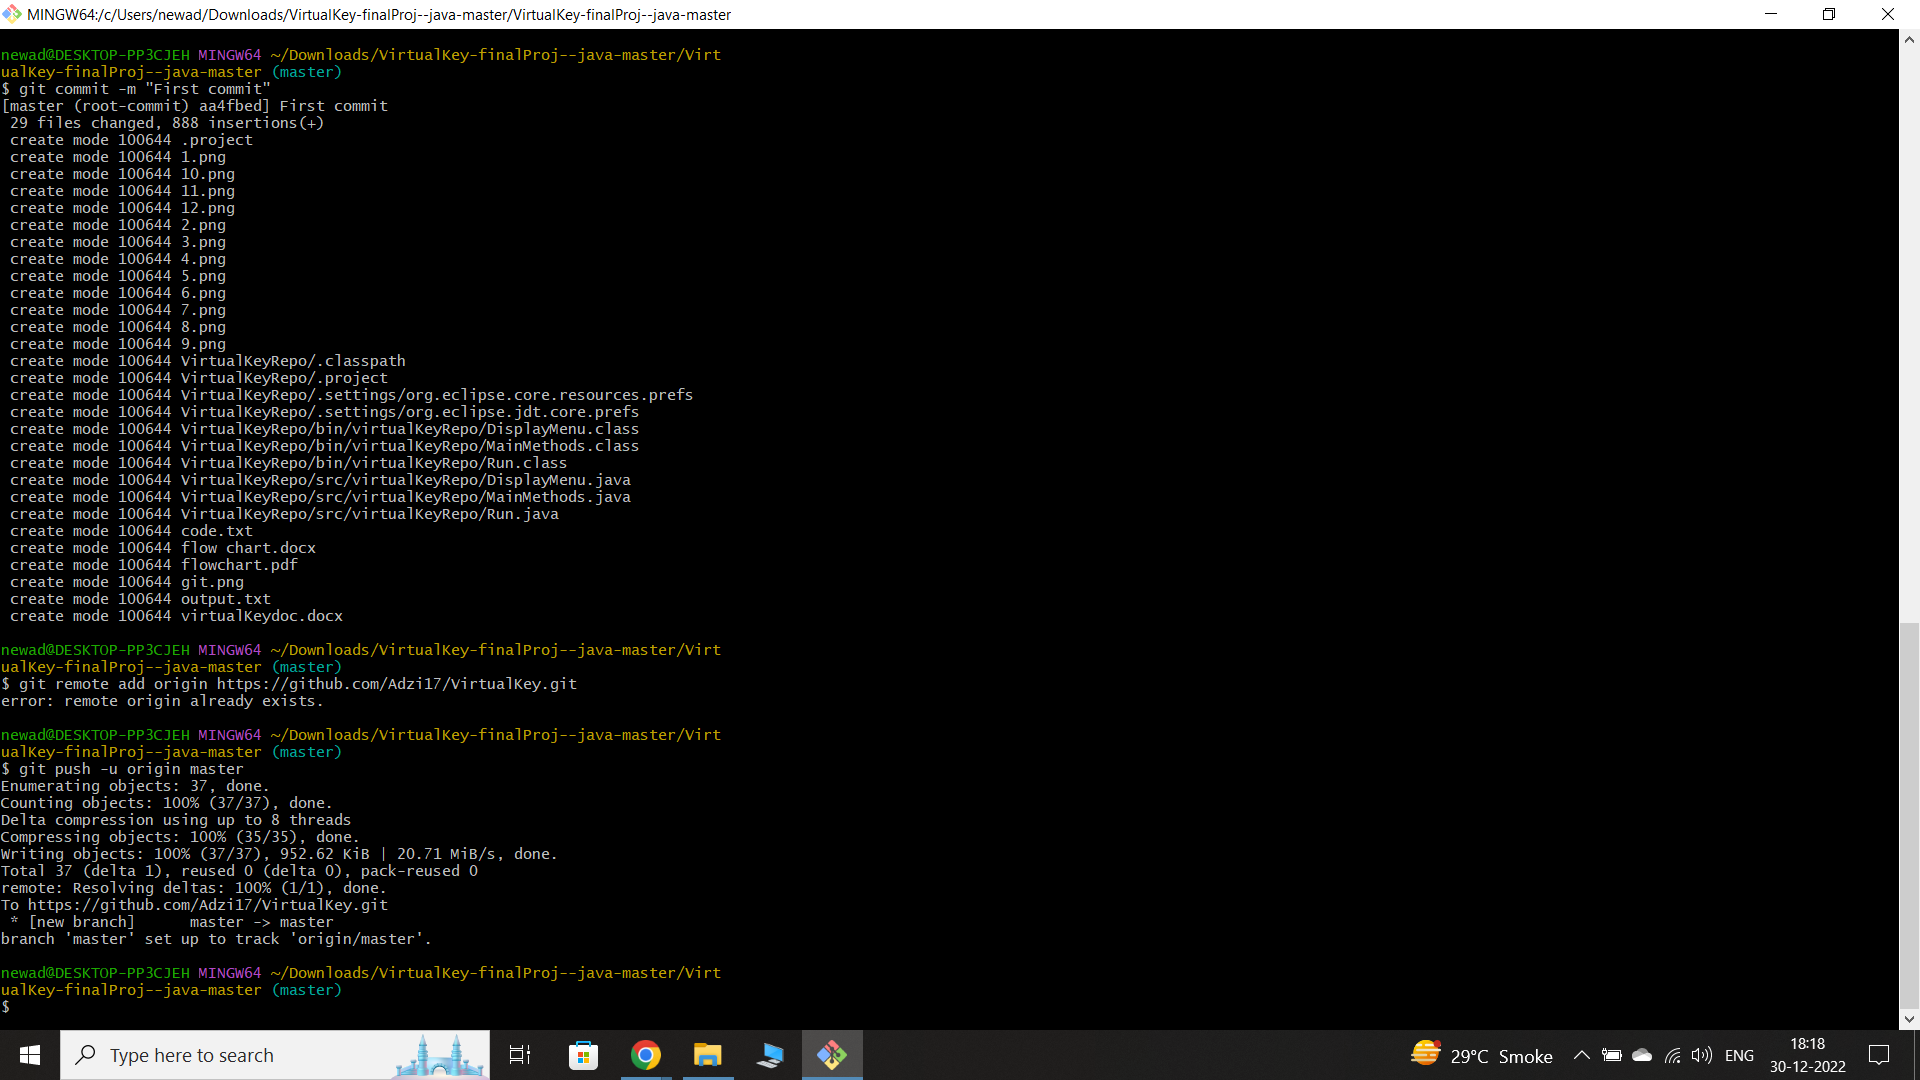 MINGW64:/c/Users/newad/Downloads/VirtualKey-finalProj--java-master/VirtualKey-finalProj--java-master
newad@DESKTOP-PP3CJEH MINGW64 ~/Downloads/VirtualKey-finalProj--java-master/Virt
ualKey-finalProj--java-master (master)
$ git commit -m "First commit"
[master (root-commit) aa4fbed] First commit
29 files changed, 888 insertions(+)
create mode 100644 .project
create mode 100644 1.png
create mode 100644 10.png
create mode 100644 11.png
create mode 100644 12.png
create mode 100644 2.png
create mode 100644 3.png
create mode 100644 4.png
create mode 100644 5.png
create mode 100644 6.png
create mode 100644 7.png
create mode 100644 8.png
create mode 100644 9.png
create mode 100644 VirtualKeyRepo/.classpath
create mode 100644 VirtualKeyRepo/.project
create mode 100644 VirtualKeyRepo/.settings/org.eclipse.core.resources.prefs
create mode 100644 VirtualKeyRepo/.settings/org.eclipse.jdt.core.prefs
create mode 100644 VirtualKeyRepo/bin/virtualKeyRepo/DisplayMenu.class
create mode 100644 VirtualKeyRepo/bin/virtualKeyRepo/MainMethods.class
create mode 100644 VirtualKeyRepo/bin/virtualKeyRepo/Run.class
create mode 100644 VirtualKeyRepo/src/virtualKeyRepo/DisplayMenu.java
create mode 100644 VirtualKeyRepo/src/virtualKeyRepo/MainMethods.java
create mode 100644 VirtualKeyRepo/src/virtualKeyRepo/Run.java
create mode 100644 code.txt
create mode 100644 flow chart.docx
create mode 100644 flowchart.pdf
create mode 100644 git.png
create mode 100644 output.txt
create mode 100644 virtualKeydoc.docx
newad@DESKTOP-PP3CJEH MINGW64 ~/Downloads/VirtualKey-finalProj--java-master/Virt
ualKey-finalProj--java-master (master)
$ git remote add origin https://github.com/Adzi17/VirtualKey.git
error: remote origin already exists.
newad@DESKTOP-PP3CJEH MINGW64 ~/Downloads/VirtualKey-finalProj--java-master/Virt
ualKey-finalProj--java-master (master)
$ git push -u origin master
Enumerating objects: 37, done.
Counting objects: 100% (37/37), done.
Delta compression using up to 8 threads
Compressing objects: 100% (35/35), done.
Writing objects: 100% (37/37), 952.62 KiB | 20.71 MiB/s, done.
Total 37 (delta 1), reused 0 (delta 0), pack-reused 0
remote: Resolving deltas: 100% (1/1), done.
To https://github.com/Adzi17/VirtualKey.git
* [new branch]      master -> master
branch 'master' set up to track 'origin/master'.
newad@DESKTOP-PP3CJEH MINGW64 ~/Downloads/VirtualKey-finalProj--java-master/Virt
ualKey-finalProj--java-master (master)
$
Type here to search
29°C Smoke
ENG
18:18
30-12-2022